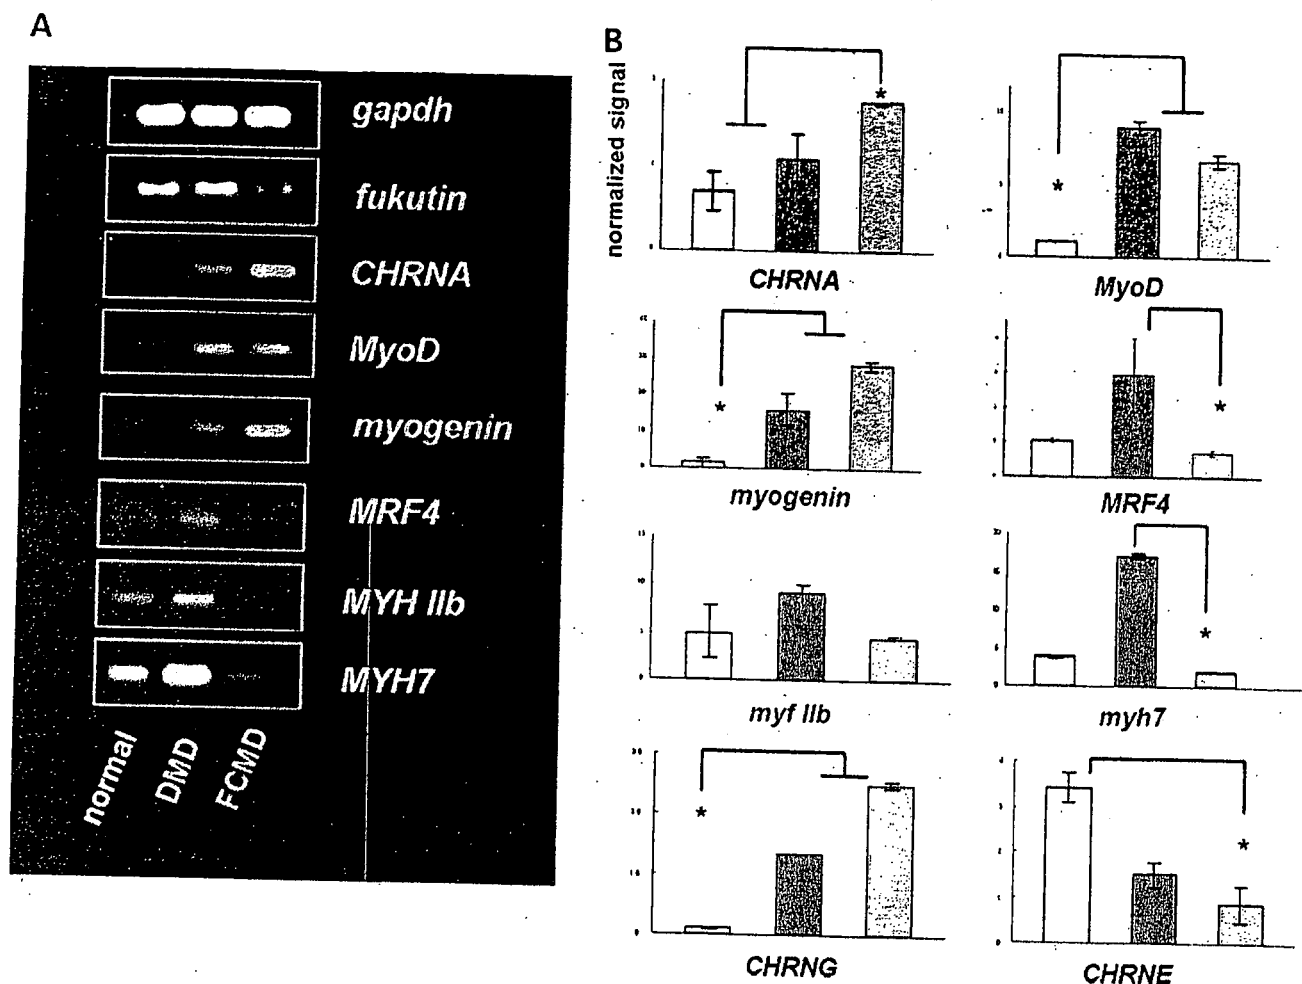 A
gapdh
fukutin
CHRNA
MyoD
myogenin
MRF4
MYH IIb
MYH7
normal
DMD
FCMD
B
normalized signal
*
CHRNA
*
MyoD
*
myogenin
*
MRF4
myf IIb
*
myh7
*
CHRNG
*
CHRNE